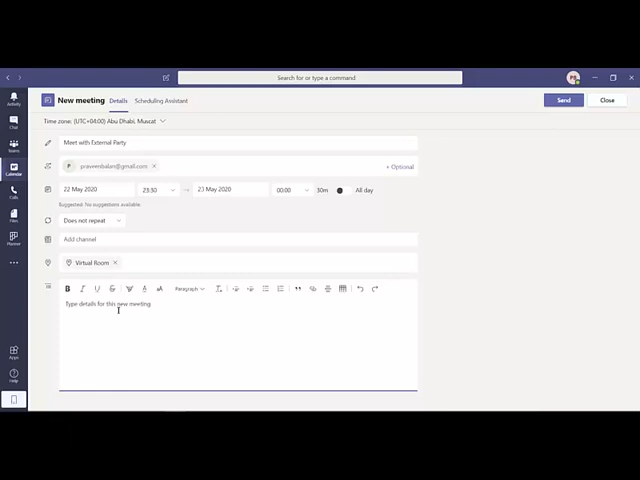 Search for or type a command
New meeting Details Scheduling Assistant Send Close
Time zone: (UTC+04:00) Abu Dhabi, Muscat
Meet with External Party
P praveenbalan@gmail.com × + Optional
22 May 2020 23:30 → 23 May 2020 00:00 30m All day
Suggested: No suggestions available.
Does not repeat
Add channel
Virtual Room ×
B I U S A AA Paragraph
Type details for this new meeting
Activity
Chat
Teams
Calendar
Calls
Files
Planner
Apps
Help